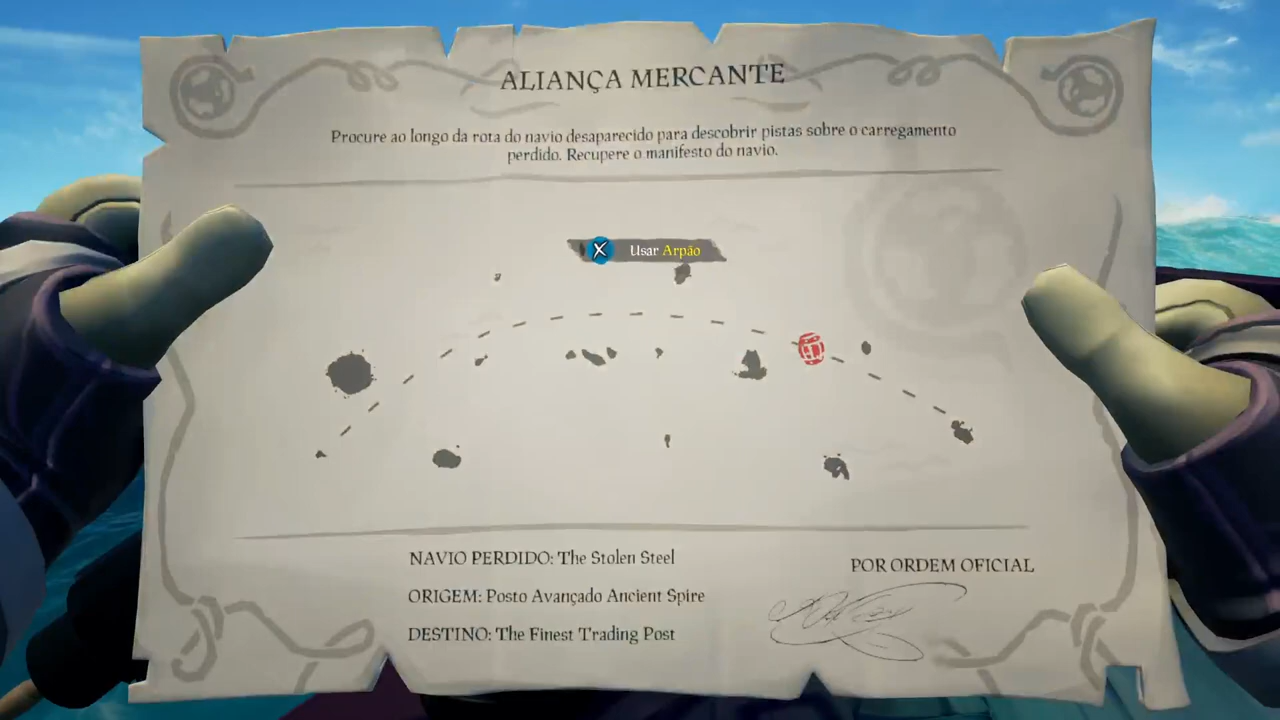 ALIANÇA MERCANTE
Procure ao longo da rota do navio desaparecido para descobrir pistas sobre o carregamento
perdido. Recupere o manifesto do navio.
X Usar Arpão
NAVIO PERDIDO: The Stolen Steel
POR ORDEM OFICIAL
ORIGEM: Posto Avançado Ancient Spire
DESTINO: The Finest Trading Post